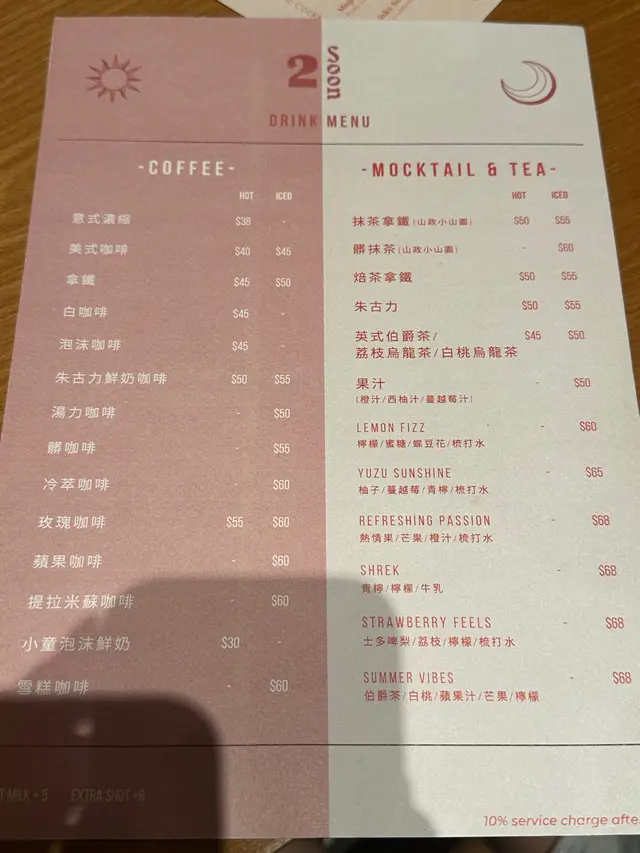 2 Soon
DRINK MENU
-COFFEE-
HOT ICED
意式濃縮 $38 -
美式咖啡 $40 $45
拿鐵 $45 $50
白咖啡 $45 -
泡沫咖啡 $45 -
朱古力鮮奶咖啡 $50 $55
湯力咖啡 - $50
髒咖啡 $55
冷萃咖啡 - $60
玫瑰咖啡 $55 $60
蘋果咖啡 - $60
提拉米蘇咖啡 - $60
小童泡沫鮮奶 $30 -
雪糕咖啡 - $60
MILK + 5 EXTRA SHOT +8
-MOCKTAIL & TEA-
HOT ICED
抹茶拿鐵(山政小山園) $50 $55
髒抹茶(山政小山園) - $60
焙茶拿鐵 $50 $55
朱古力 $50 $55
英式伯爵茶/ $45 $50
荔枝烏龍茶/白桃烏龍茶
果汁 - $50
(橙汁/西柚汁/蔓越莓汁)
LEMON FIZZ - $60
檸檬/蜜糖/蝶豆花/梳打水
YUZU SUNSHINE - $65
柚子/蔓越莓/青檸/梳打水
REFRESHING PASSION - $68
熱情果/芒果/橙汁/梳打水
SHREK - $68
青檸/檸檬/牛乳
STRAWBERRY FEELS - $68
士多啤梨/荔枝/檸檬/梳打水
SUMMER VIBES - $68
伯爵茶/白桃/蘋果汁/芒果/檸檬
10% service charge afte